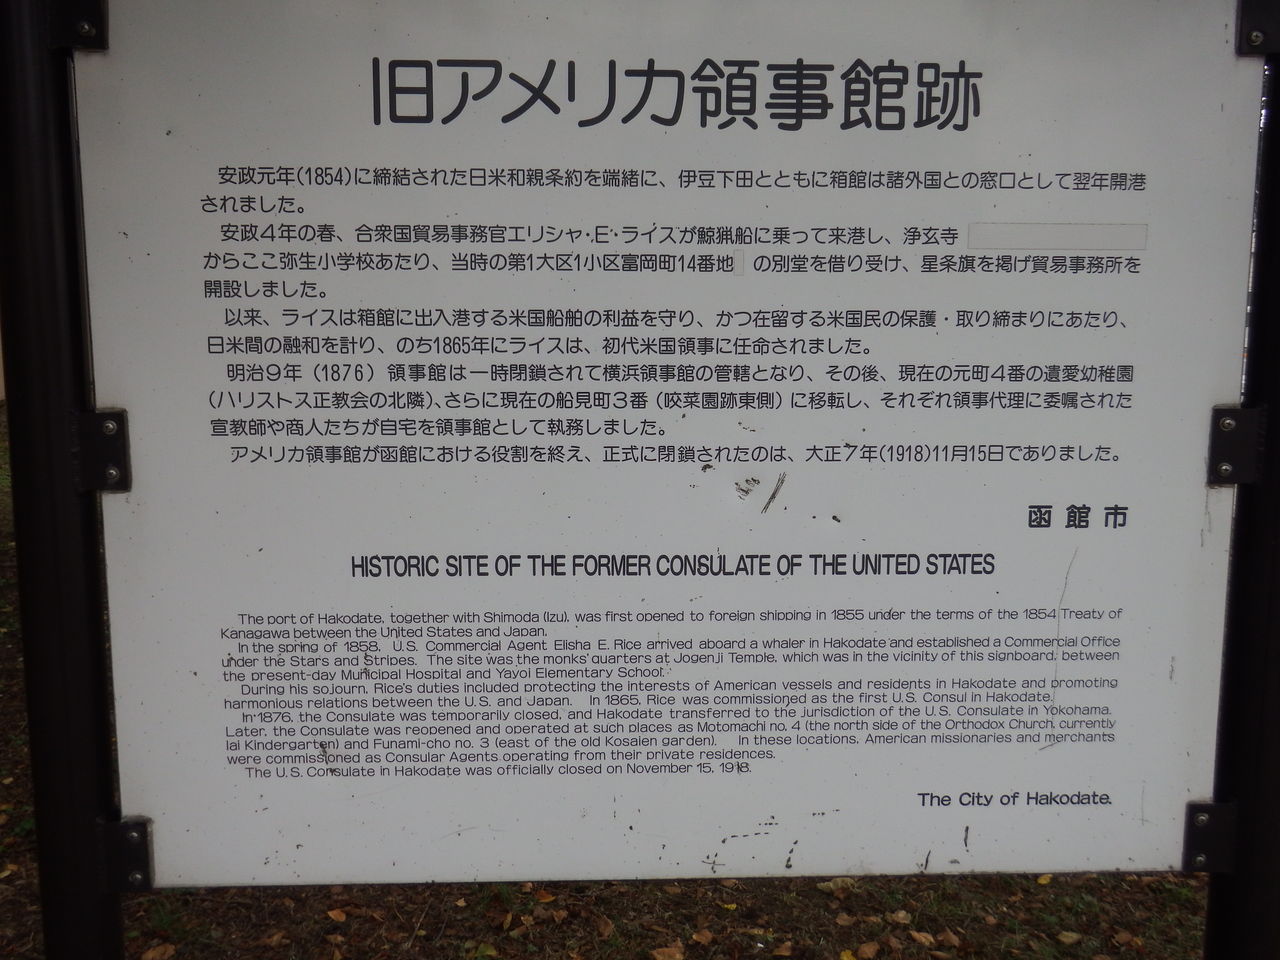 旧アメリカ領事館跡
安政元年(1854)に締結された日米和親条約を端緒に、伊豆下田とともに箱館は諸外国との窓口として翌年開港
されました。
安政4年の春、合衆国貿易事務官エリシャ・E・ライスが鯨猟船に乗って来港し、浄玄寺
からここ弥生小学校あたり、当時の第1大区1小区富岡町14番地 の別堂を借り受け、星条旗を掲げ貿易事務所を
開設しました。
以来、ライスは箱館に出入港する米国船舶の利益を守り、かつ在留する米国民の保護・取り締まりにあたり、
日米間の融和を計り、のち1865年にライスは、初代米国領事に任命されました。
明治9年(1876)領事館は一時閉鎖されて横浜領事館の管轄となり、その後、現在の元町4番の遺愛幼稚園
(ハリストス正教会の北隣)、さらに現在の船見町3番(咬菜園跡東側)に移転し、それぞれ領事代理に委嘱された
宣教師や商人たちが自宅を領事館として執務しました。
アメリカ領事館が函館における役割を終え、正式に閉鎖されたのは、大正7年(1918)11月15日でありました。
函館市
HISTORIC SITE OF THE FORMER CONSULATE OF THE UNITED STATES
The port of Hakodate, together with Shimoda (Izu), was first opened to foreign shipping in 1855 under the terms of the 1854 Treaty of
Kanagawa between the United States and Japan.
In the spring of 1858, U.S. Commercial Agent Elisha E. Rice arrived aboard a whaler in Hakodate and established a Commercial Office
under the Stars and Stripes. The site was the monks' quarters at Jogenji Temple, which was in the vicinity of this signboard, between
the present-day Municipal Hospital and Yayoi Elementary School.
During his sojourn, Rice's duties included protecting the interests of American vessels and residents in Hakodate and promoting
harmonious relations between the U.S. and Japan. In 1865, Rice was commissioned as the first U.S. Consul in Hakodate.
In 1876, the Consulate was temporarily closed, and Hakodate transferred to the jurisdiction of the U.S. Consulate in Yokohama.
Later, the Consulate was reopened and operated at such places as Motomachi no. 4 (the north side of the Orthodox Church, currently
Iai Kindergarten) and Funami-cho no. 3 (east of the old Kosaien garden). In these locations, American missionaries and merchants
were commissioned as Consular Agents operating from their private residences.
The U.S. Consulate in Hakodate was officially closed on November 15, 1918.
The City of Hakodate.